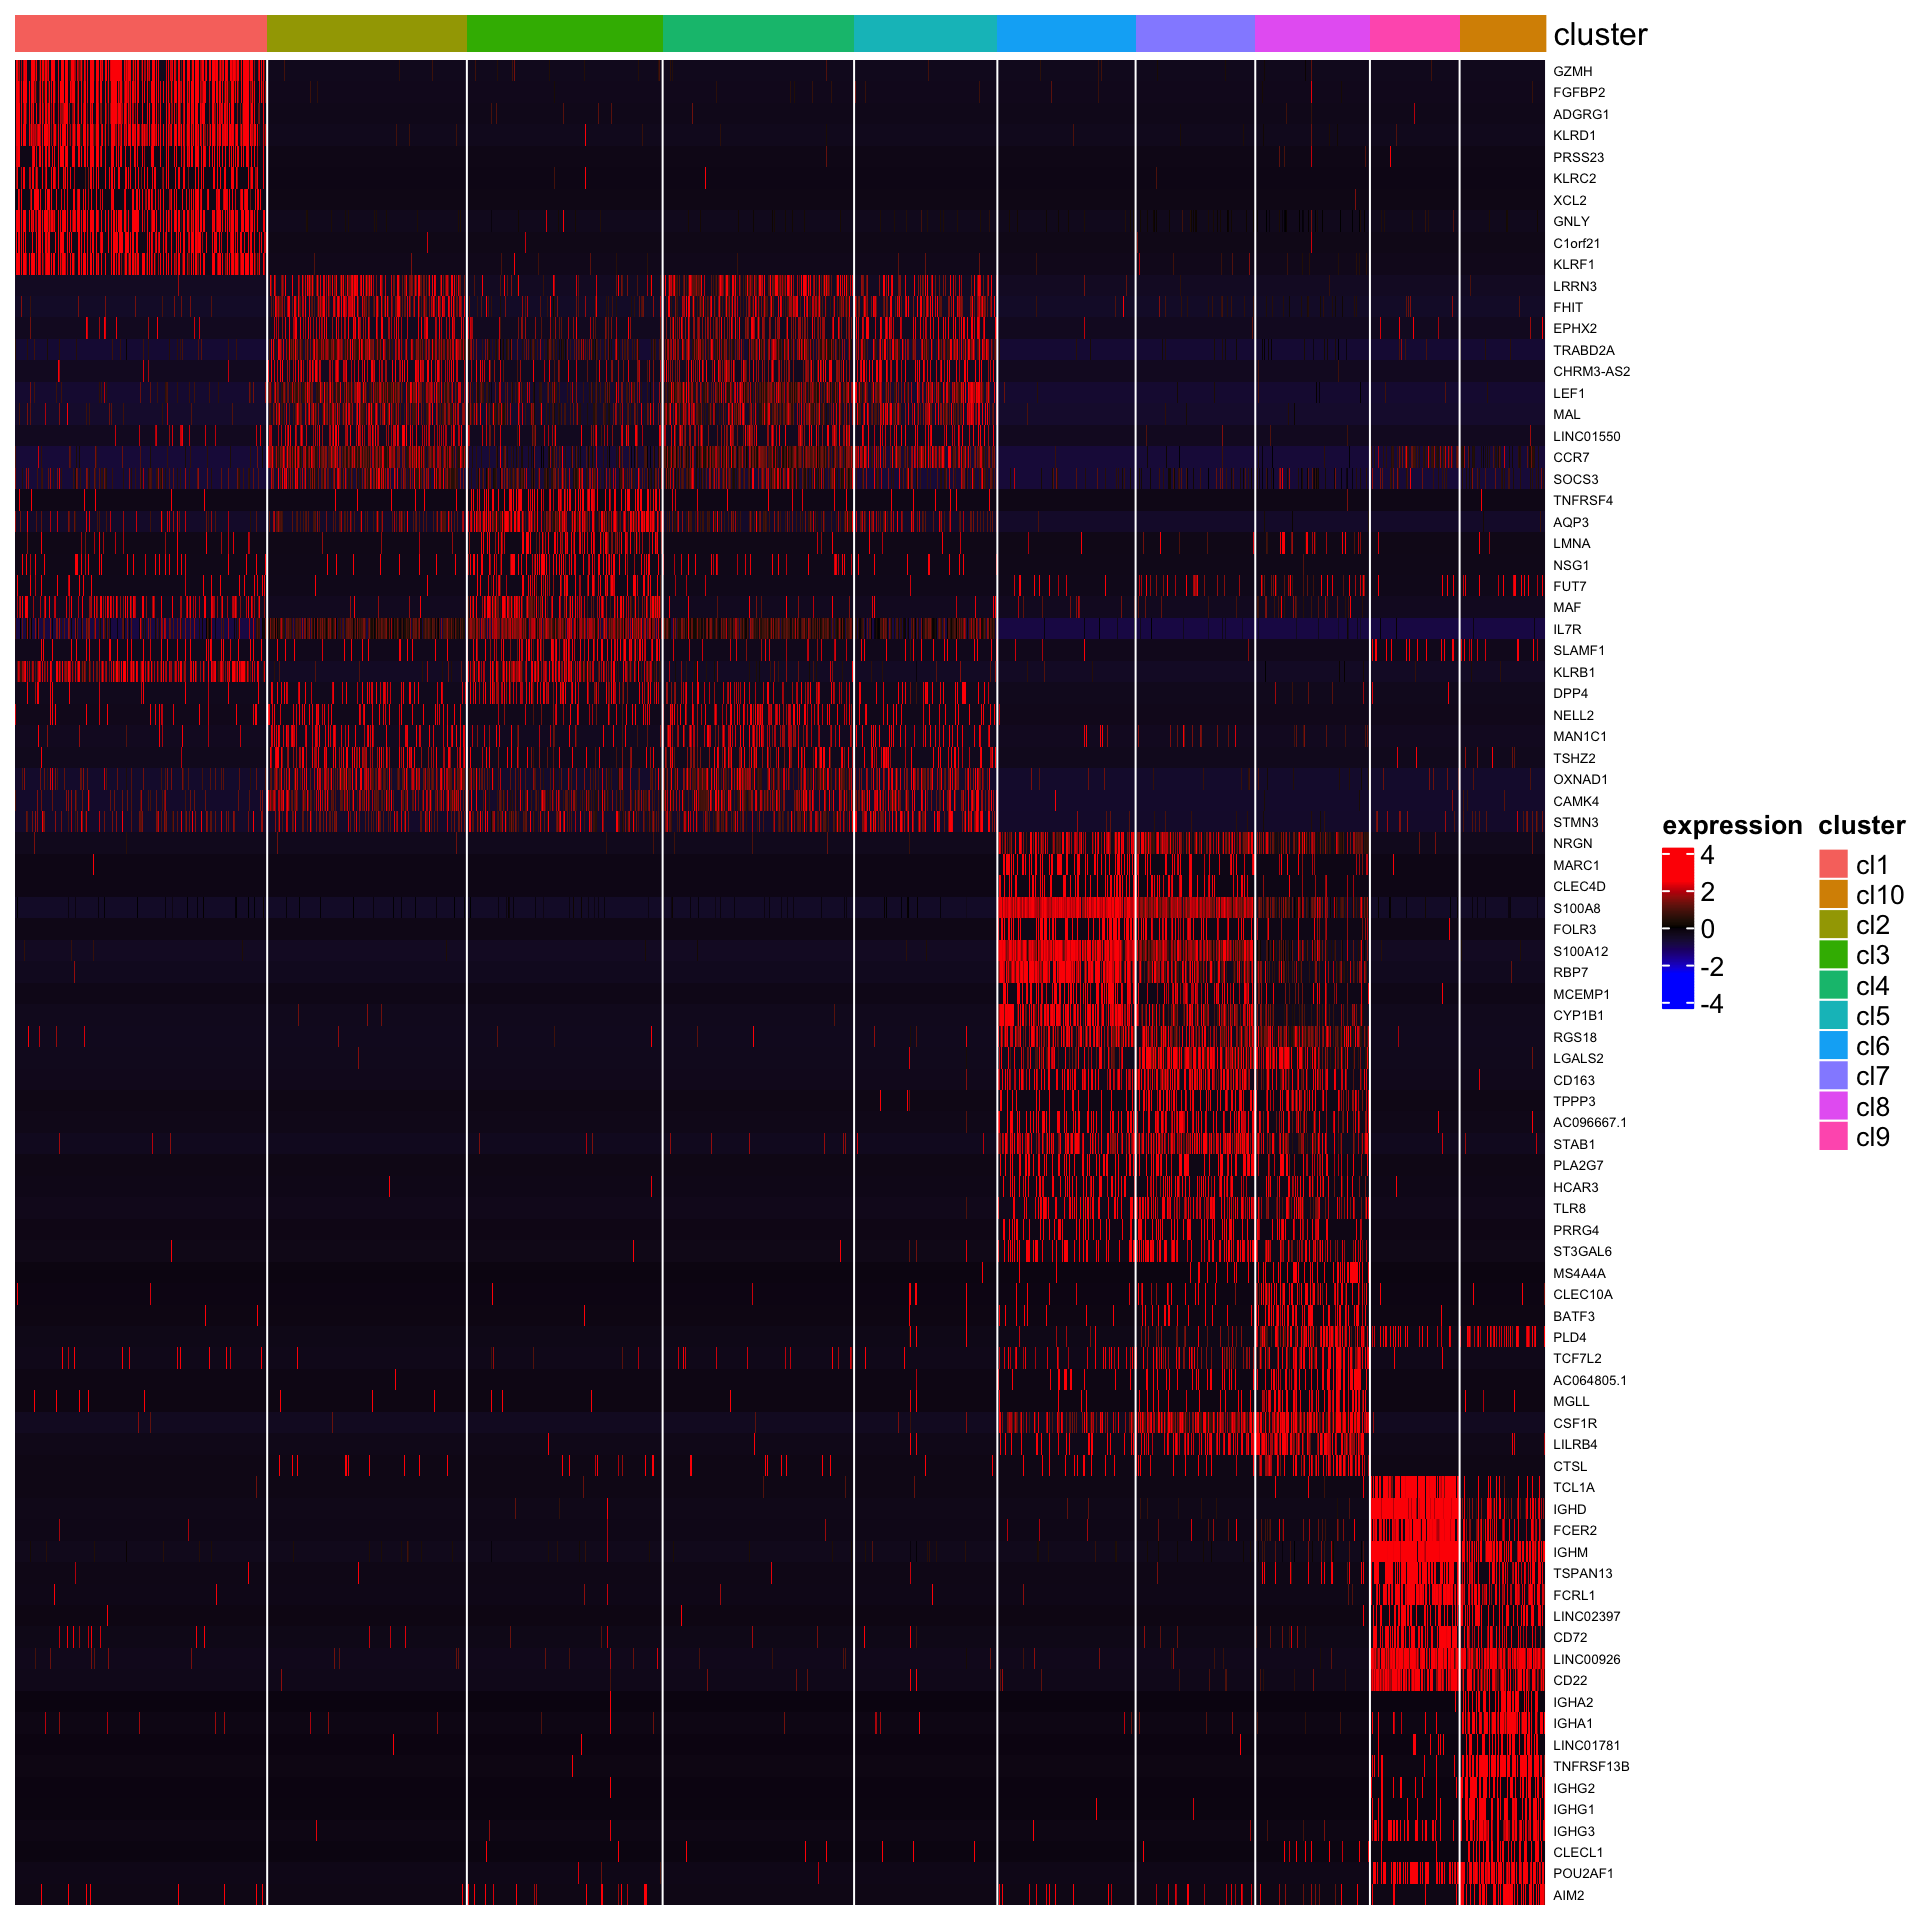 cluster
GZMH
FGFBP2
ADGRG1
KLRD1
PRSS23
KLRC2
XCL2
GNLY
C1orf21
KLRF1
LRRN3
FHIT
EPHX2
TRABD2A
CHRM3-AS2
LEF1
MAL
LINC01550
CCR7
SOCS3
TNFRSF4
AQP3
LMNA
NSG1
FUT7
MAF
IL7R
SLAMF1
KLRB1
DPP4
NELL2
MAN1C1
TSHZ2
OXNAD1
CAMK4
STMN3
NRGN
MARC1
CLEC4D
S100A8
FOLR3
S100A12
RBP7
MCEMP1
CYP1B1
RGS18
LGALS2
CD163
TPPP3
AC096667.1
STAB1
PLA2G7
HCAR3
TLR8
PRRG4
ST3GAL6
MS4A4A
CLEC10A
BATF3
PLD4
TCF7L2
AC064805.1
MGLL
CSF1R
LILRB4
CTSL
TCL1A
IGHD
FCER2
IGHM
TSPAN13
FCRL1
LINC02397
CD72
LINC00926
CD22
IGHA2
IGHA1
LINC01781
TNFRSF13B
IGHG2
IGHG1
IGHG3
CLECL1
POU2AF1
AIM2
expression
4
2
0
-2
-4
cluster
cl1
cl10
cl2
cl3
cl4
cl5
cl6
cl7
cl8
cl9